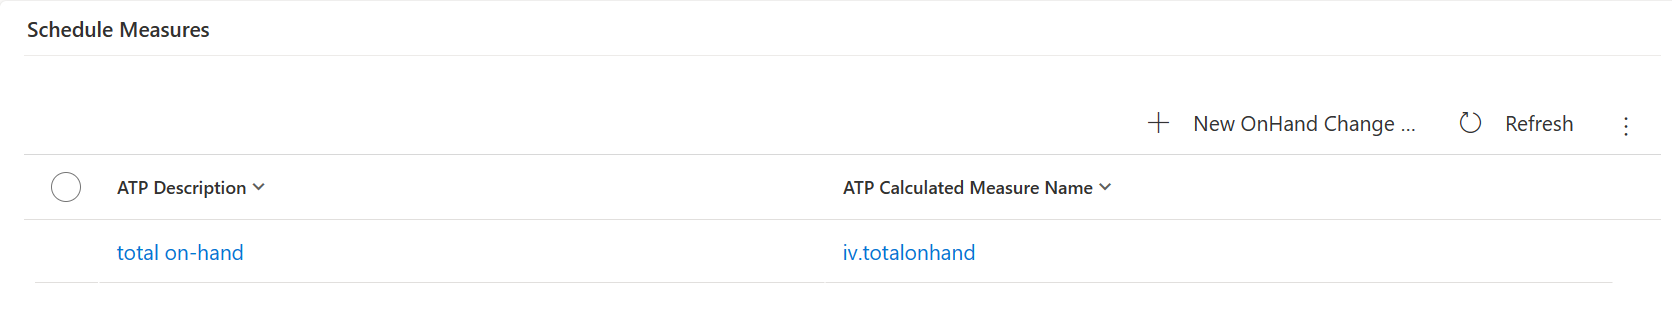 Schedule Measures
New OnHand Change ... Refresh
ATP Description ATP Calculated Measure Name
total on-hand iv.totalonhand